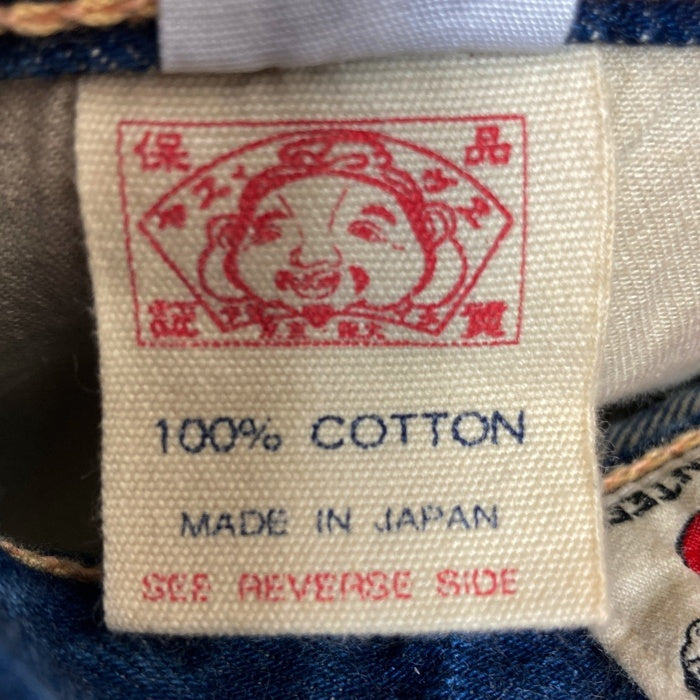 保 品
証 質
100% COTTON
MADE IN JAPAN
SEE REVERSE SIDE